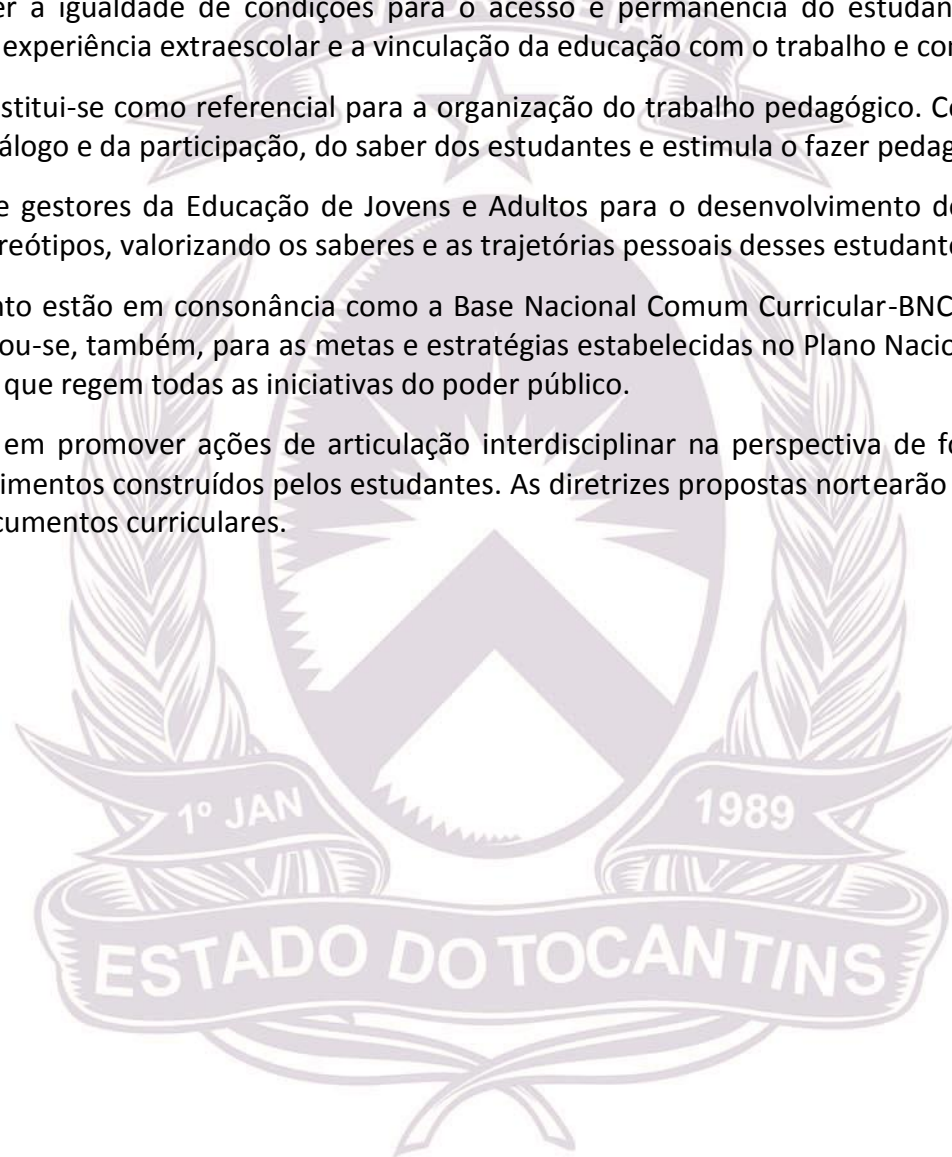 er a igualdade de condições para o acesso e permanência do estudan
experiência extraescolar e a vinculação da educação com o trabalho e co
stitui-se como referencial para a organização do trabalho pedagógico. C
álogo e da participação, do saber dos estudantes e estimula o fazer pedag
e gestores da Educação de Jovens e Adultos para o desenvolvimento d
reótipos, valorizando os saberes e as trajetórias pessoais desses estudant
nto estão em consonância como a Base Nacional Comum Curricular-BNC
ou-se, também, para as metas e estratégias estabelecidas no Plano Nacio
que regem todas as iniciativas do poder público.
em promover ações de articulação interdisciplinar na perspectiva de f
imentos construídos pelos estudantes. As diretrizes propostas nortearão
cumentos curriculares.
1º JAN
1989
ESTADO DO TOCANTINS